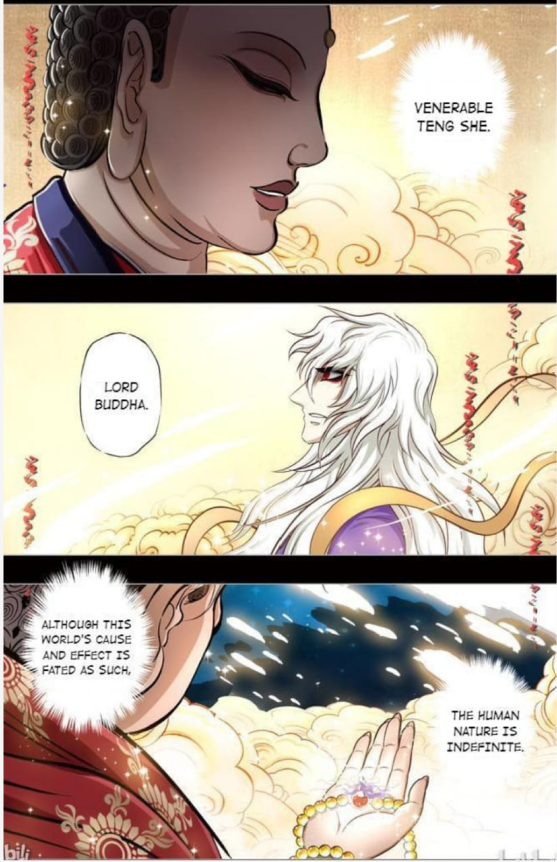 VENERABLE
TENG SHE.
LORD
BUDDHA.
ALTHOUGH THIS
WORLD'S CAUSE
AND EFFECT IS
FATED AS SUCH,
THE HUMAN
NATURE IS
INDEFINITE.
bili